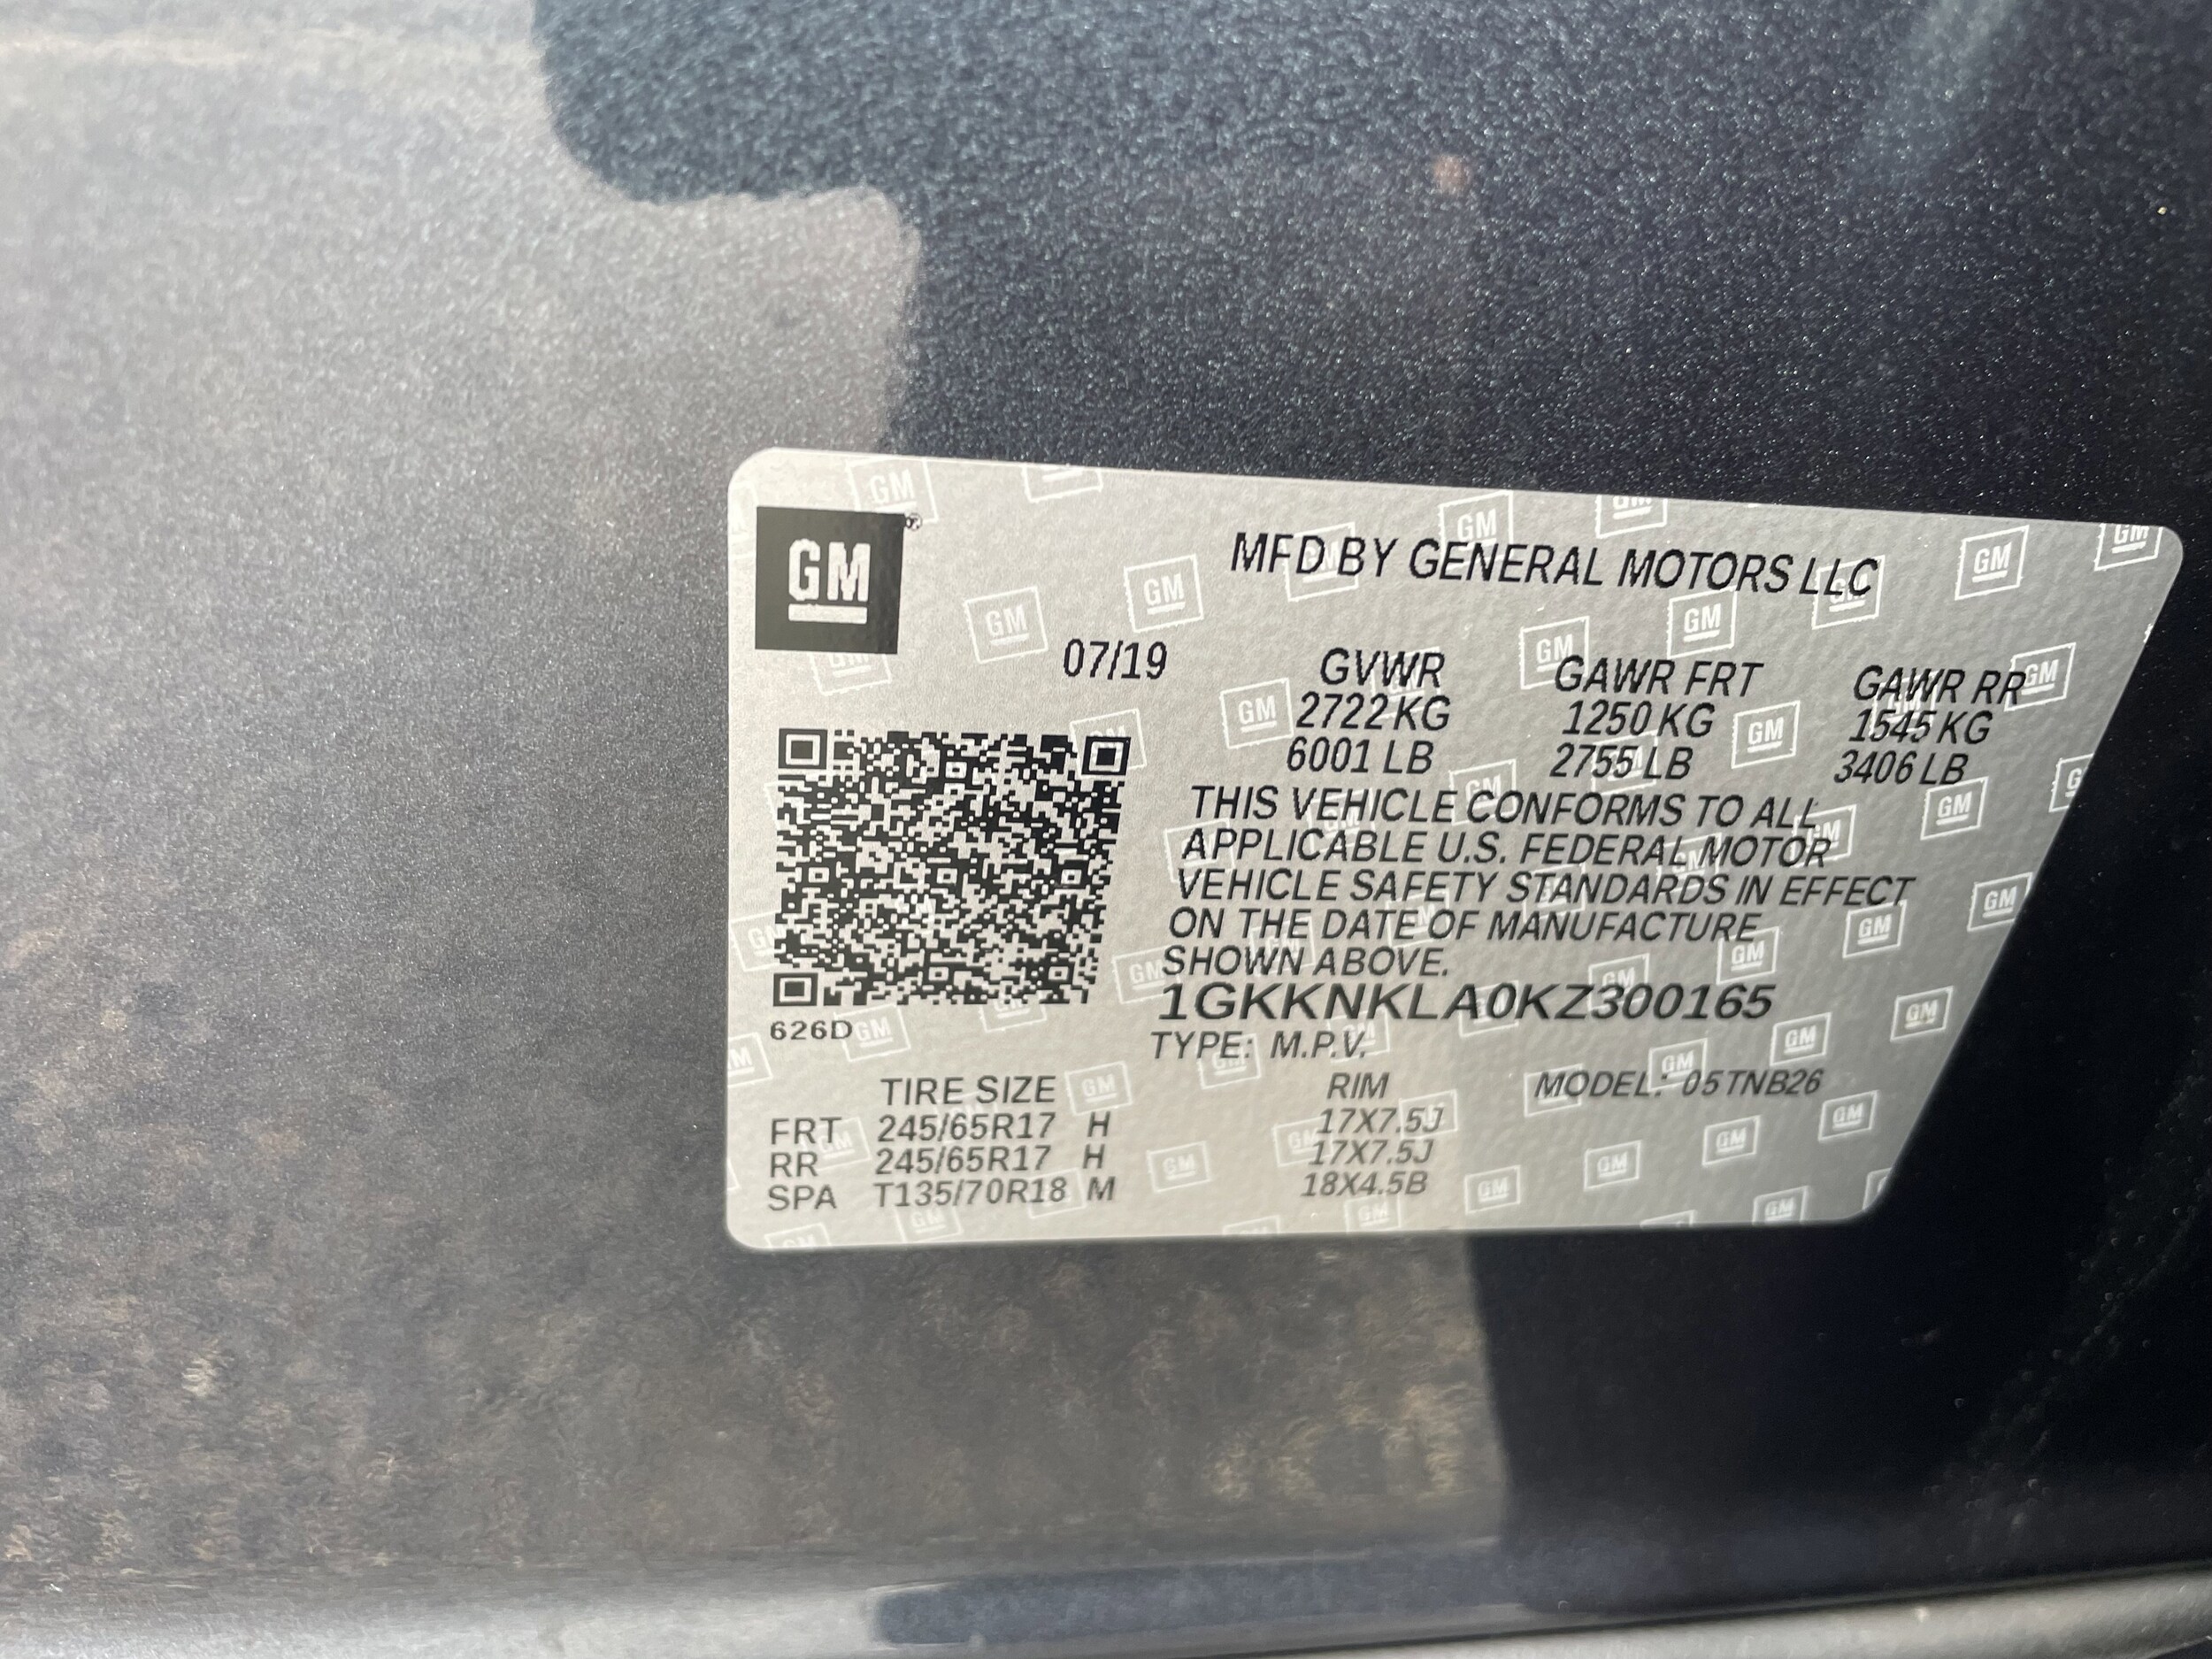 GM
MFD BY GENERAL MOTORS LLC
07/19 GVWR GAWR FRT GAWR RR
2722 KG 1250 KG 1545 KG
6001 LB 2755 LB 3406 LB
THIS VEHICLE CONFORMS TO ALL
APPLICABLE U.S. FEDERAL MOTOR
VEHICLE SAFETY STANDARDS IN EFFECT
ON THE DATE OF MANUFACTURE
SHOWN ABOVE.
1GKKNKLA0KZ300165
626D
TYPE: M.P.V.
TIRE SIZE RIM MODEL: 05TNB26
FRT 245/65R17 H 17X7.5J
RR 245/65R17 H 17X7.5J
SPA T135/70R18 M 18X4.5B